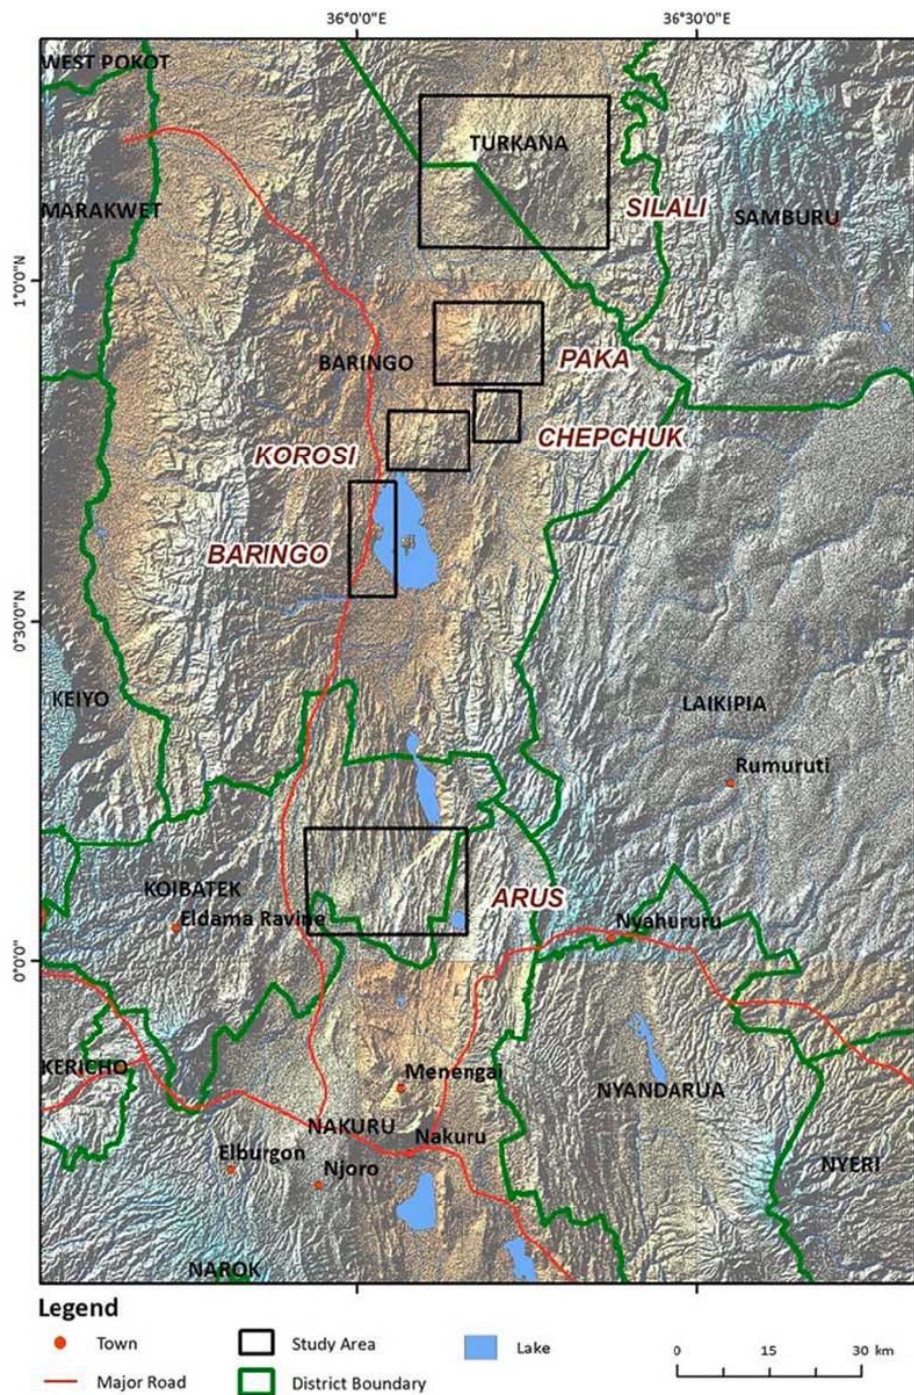 36°0'0"E
36°30'0"E
WEST POKOT
TURKANA
MARAKWET
SILALI
SAMBURU
1°0'0"N
BARINGO
PAKA
CHEPCHUK
KOROSI
BARINGO
0°30'0"N
KEIYO
LAIKIPIA
Rumuruti
KOIBATEK
ARUS
Eldama Ravine
Nyahururu
0°0'0"
KERICHO
Menengai
NYANDARUA
NAKURU
Nakuru
Elburgon
Njoro
NYERI
NAROK
Legend
Town
Study Area
Lake
Major Road
District Boundary
0 15 30 km